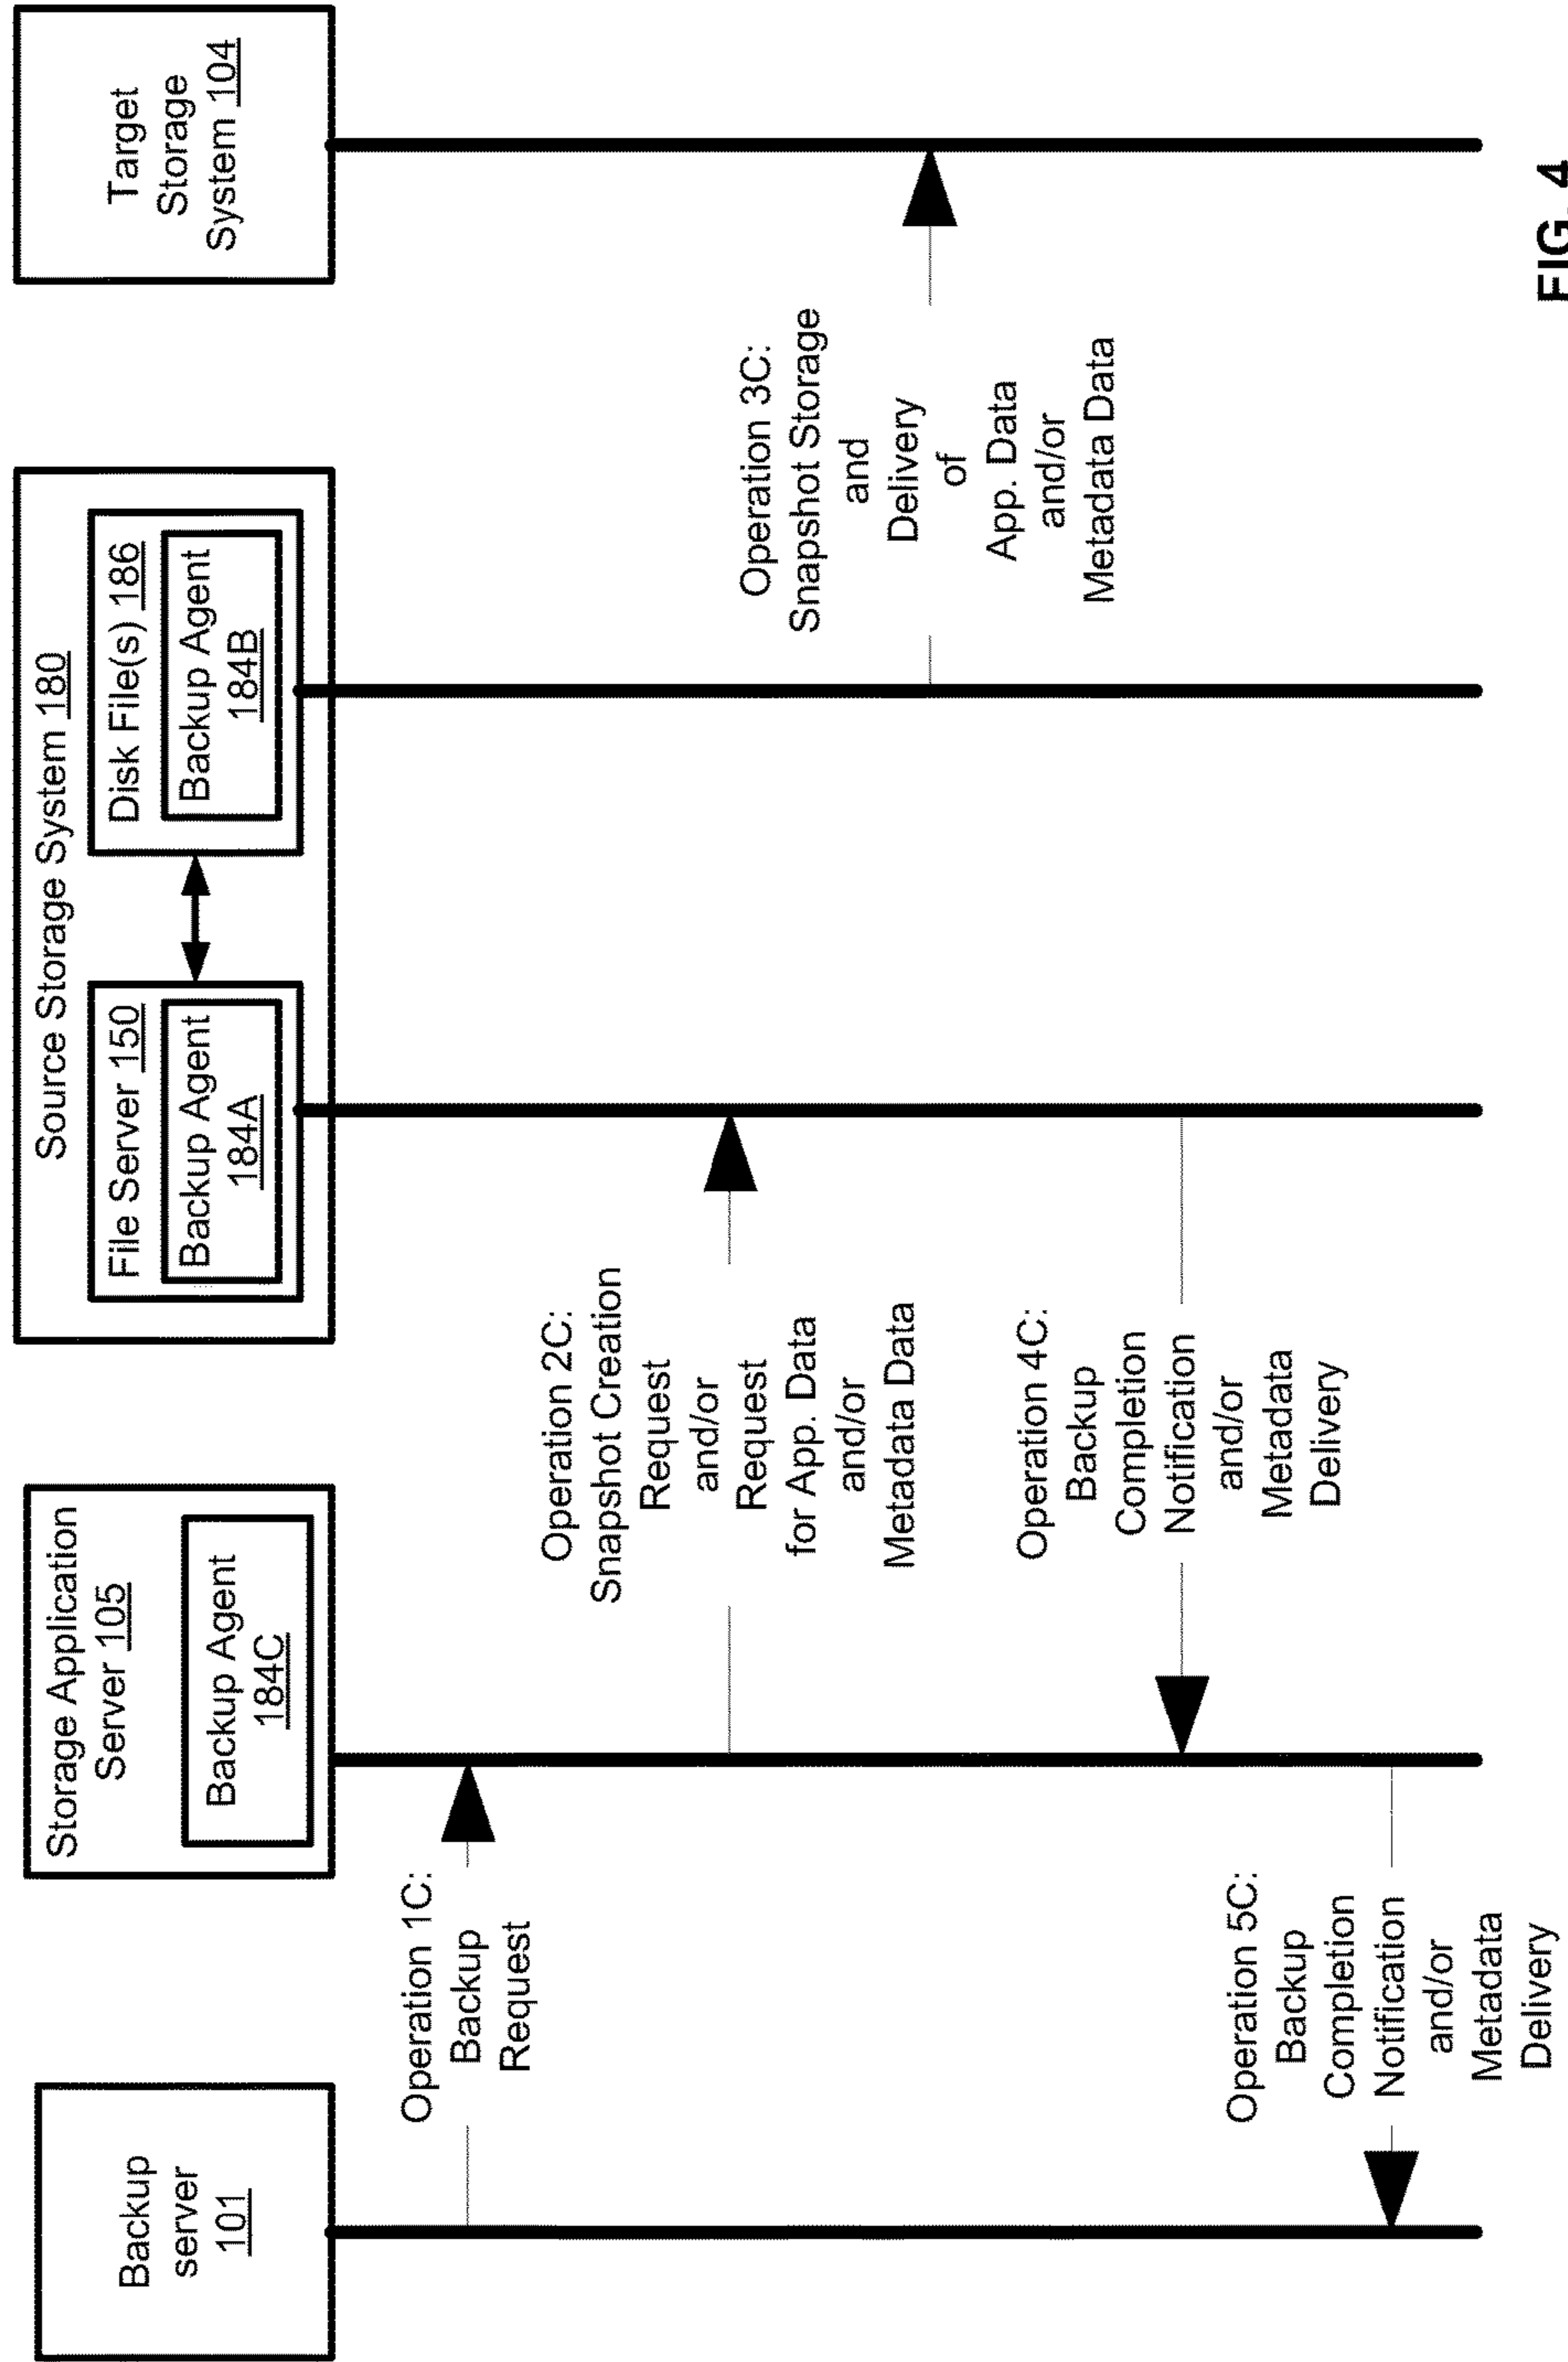 Backup
server
101
Storage Application
Server 105
Backup Agent
184C
Source Storage System 180
File Server 150
Backup Agent
184A
Disk File(s) 186
Backup Agent
184B
Target
Storage
System 104
Operation 1C:
Backup
Request
Operation 2C:
Snapshot Creation
Request
and/or
Request
for App. Data
and/or
Metadata Data
Operation 3C:
Snapshot Storage
and
Delivery
of
App. Data
and/or
Metadata Data
Operation 4C:
Backup
Completion
Notification
and/or
Metadata
Delivery
Operation 5C:
Backup
Completion
Notification
and/or
Metadata
Delivery
FIG. 4